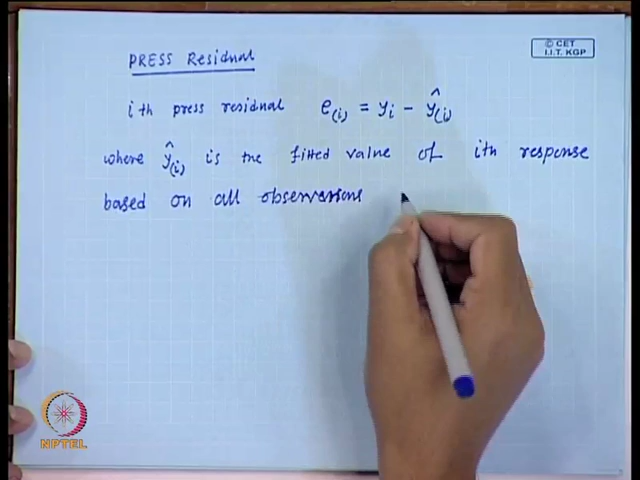 PRESS Residual
© CET
I.I.T. KGP
ith press residual e₍ᵢ₎ = yᵢ − ŷ₍ᵢ₎
where ŷ₍ᵢ₎ is the fitted value of ith response
based on all observations
NPTEL